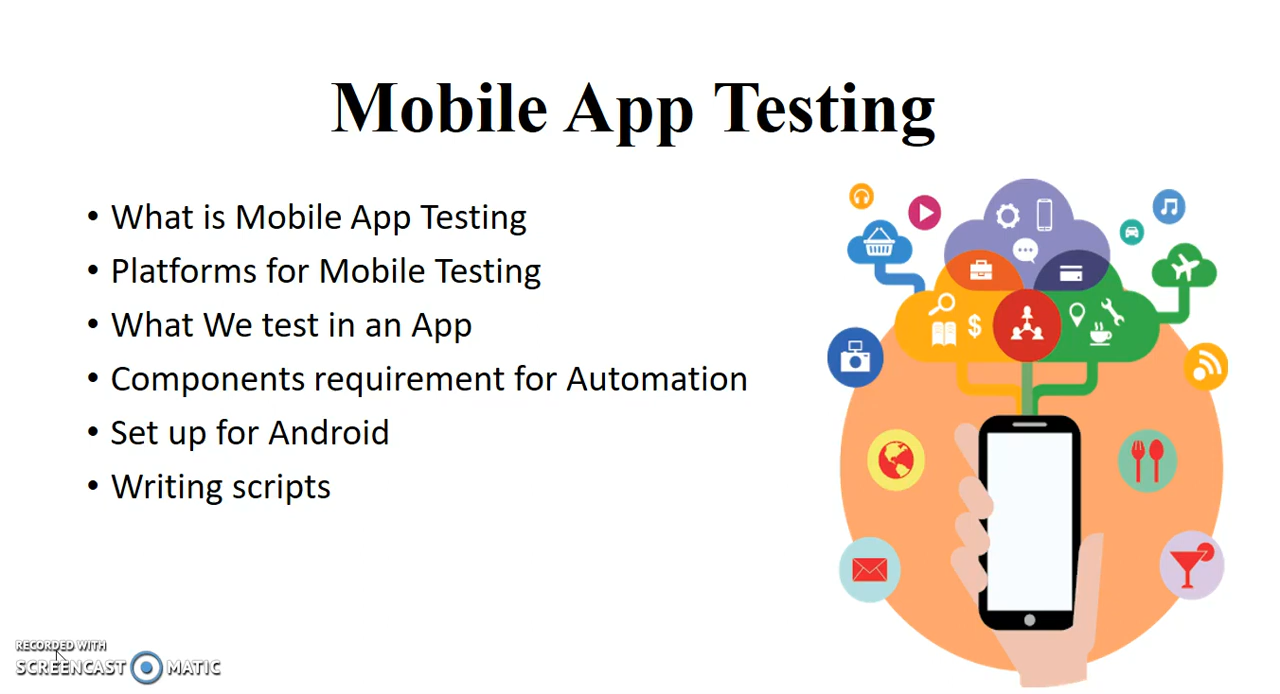 Mobile App Testing
• What is Mobile App Testing
• Platforms for Mobile Testing
• What We test in an App
• Components requirement for Automation
• Set up for Android
• Writing scripts
$
RECORDED WITH
SCREENCAST MATIC